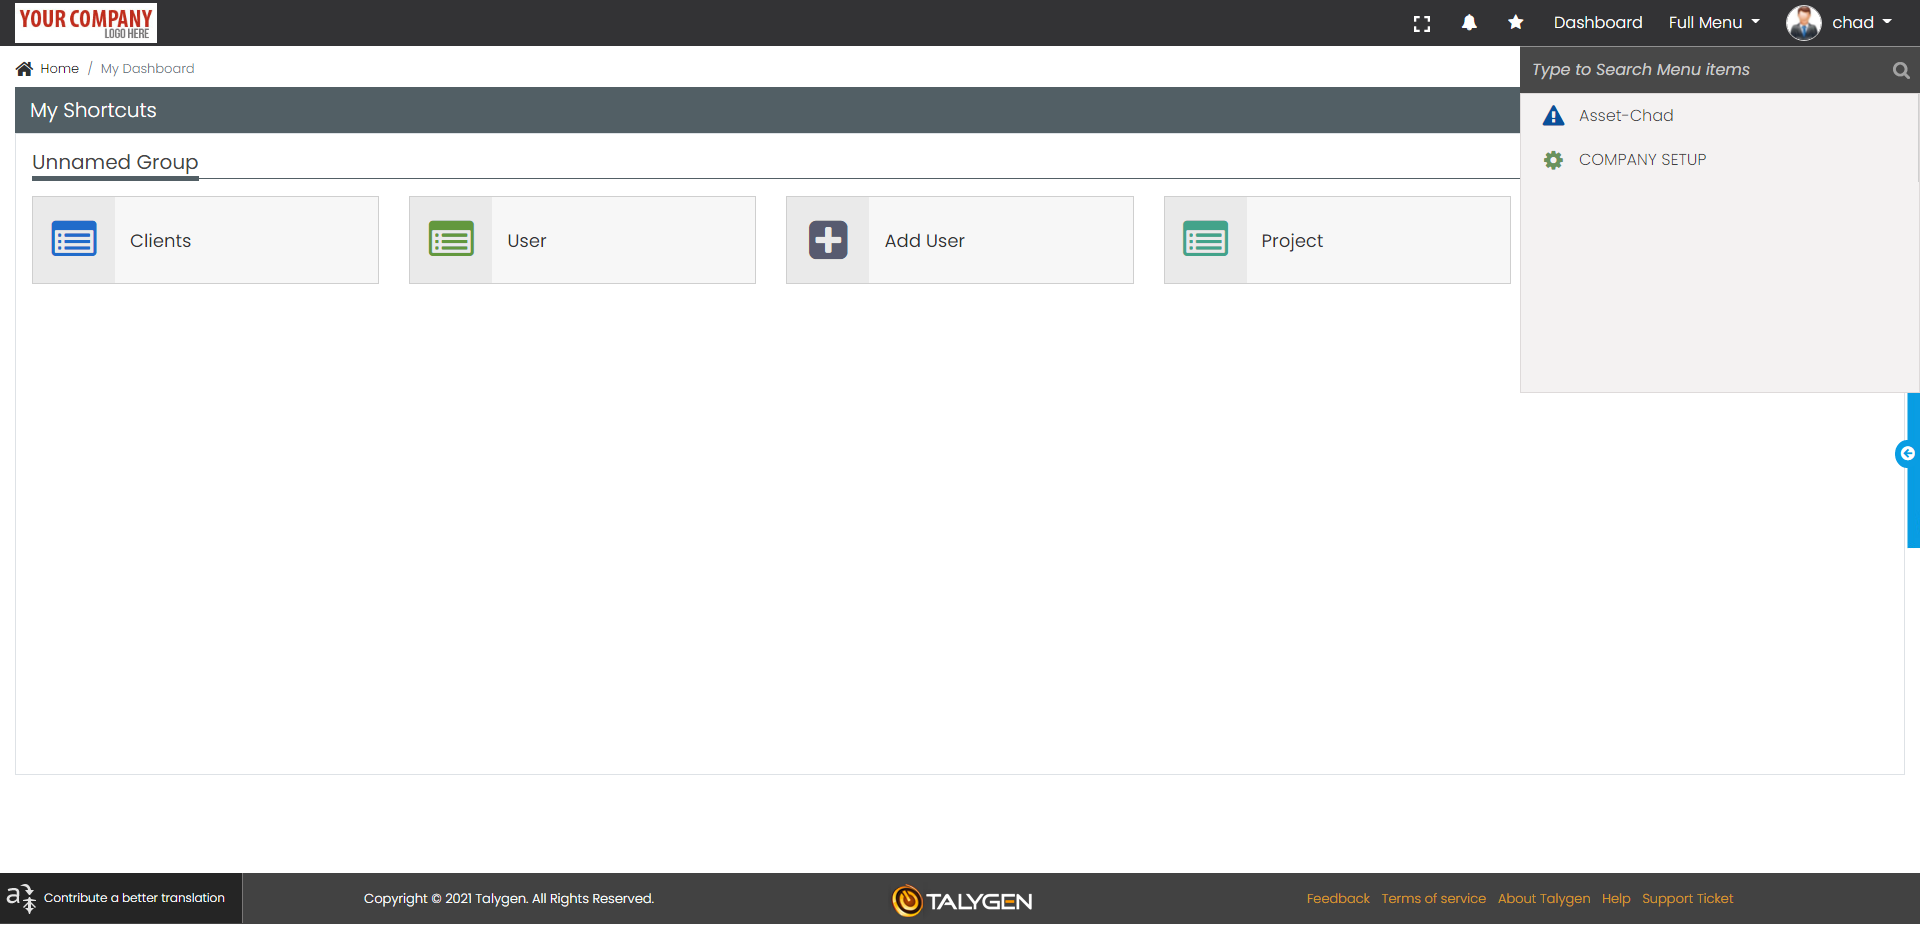 YOUR COMPANY
LOGO HERE
Dashboard
Full Menu
chad
Home / My Dashboard
Type to Search Menu items
My Shortcuts
Asset-Chad
COMPANY SETUP
Unnamed Group
Clients
User
Add User
Project
Contribute a better translation
Copyright © 2021 Talygen. All Rights Reserved.
TALYGEN
Feedback Terms of service About Talygen Help Support Ticket